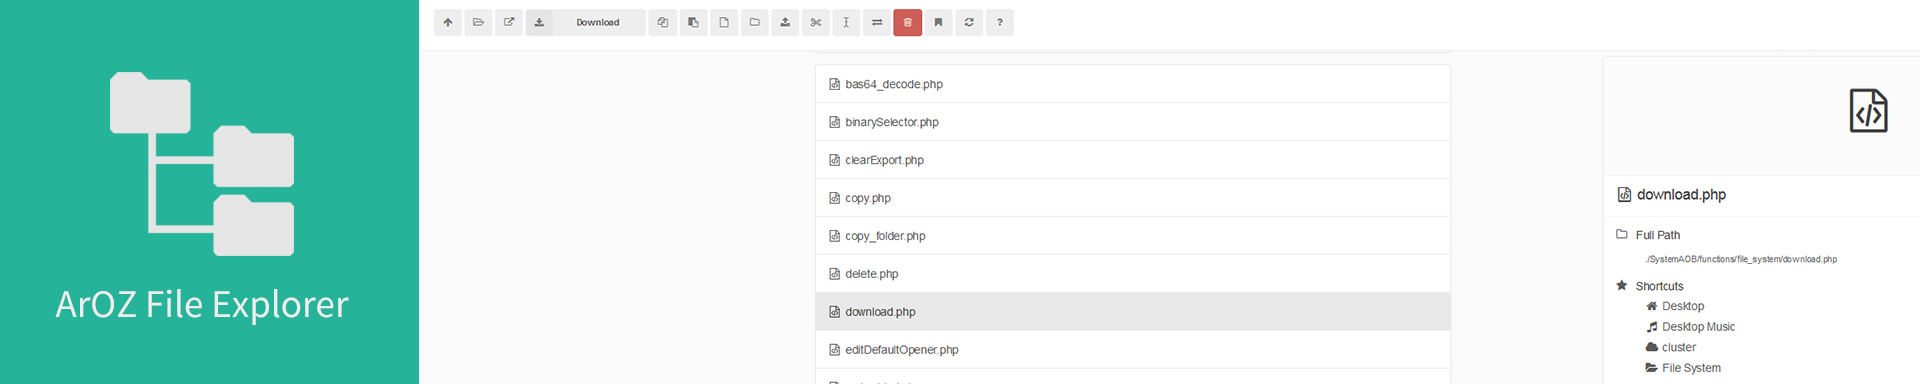 ArOZ File Explorer
Download
?
bas64_decode.php
binarySelector.php
clearExport.php
copy.php
copy_folder.php
delete.php
download.php
editDefaultOpener.php
download.php
Full Path
./SystemAOB/functions/file_system/download.php
Shortcuts
Desktop
Desktop Music
cluster
File System